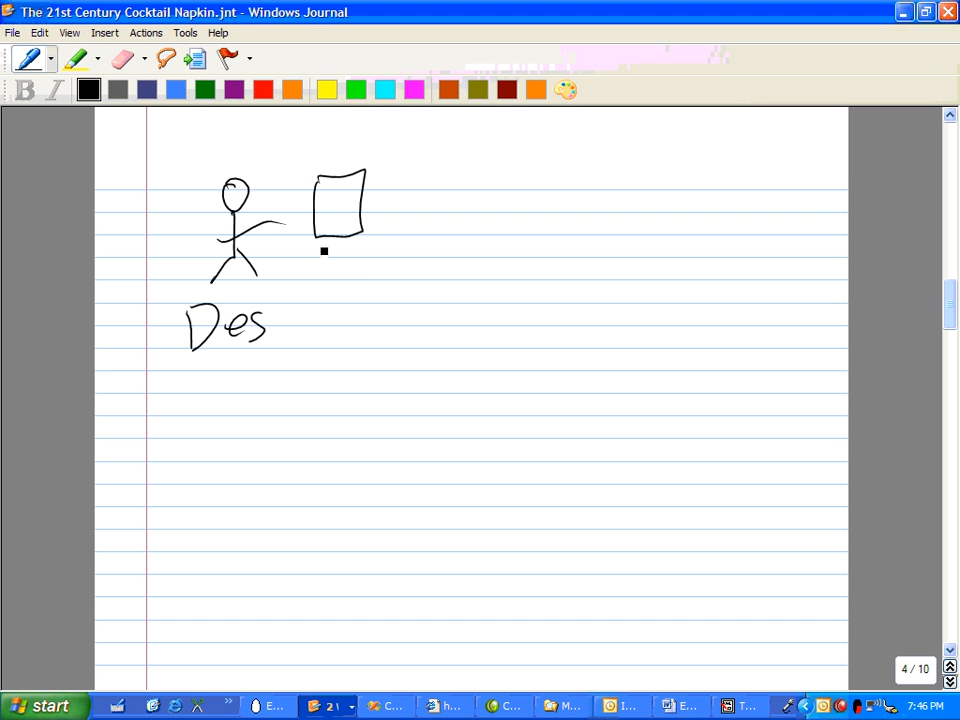 The 21st Century Cocktail Napkin.jnt - Windows Journal
File Edit View Insert Actions Tools Help
B I
Des
4 / 10
start » E... 21 C... h... C... M... I... E... T... 7:46 PM